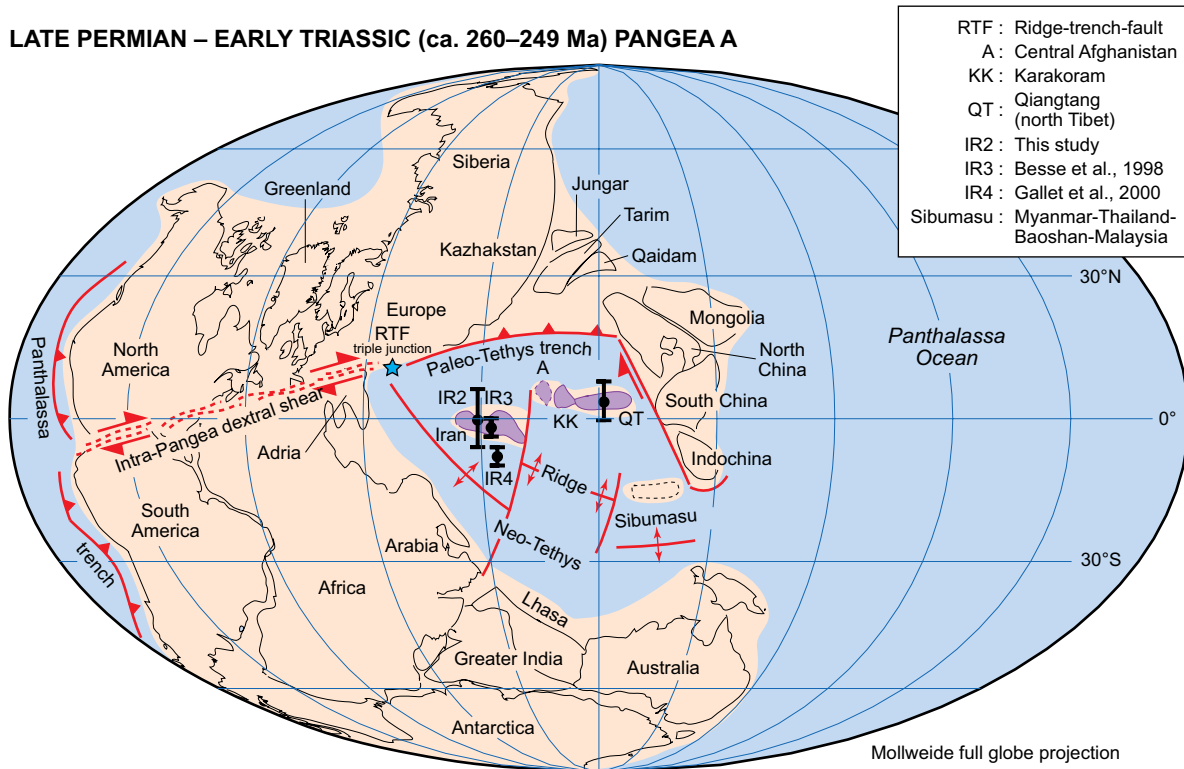 LATE PERMIAN – EARLY TRIASSIC (ca. 260–249 Ma) PANGEA A
RTF : Ridge-trench-fault
A : Central Afghanistan
KK : Karakoram
QT : Qiangtang
(north Tibet)
IR2 : This study
IR3 : Besse et al., 1998
IR4 : Gallet et al., 2000
Sibumasu : Myanmar-Thailand-
Baoshan-Malaysia
Siberia
Greenland
Jungar
Tarim
Kazhakstan
Qaidam
30°N
Europe
Mongolia
RTF
triple junction
Panthalassa
Ocean
North
America
Paleo-Tethys trench
North
China
Panthalassa
A
IR2
IR3
South China
KK
QT
0°
Intra-Pangea dextral shear
Iran
Adria
Indochina
IR4
Ridge
South
America
Sibumasu
Neo-Tethys
Arabia
trench
30°S
Africa
Lhasa
Greater India
Australia
Antarctica
Mollweide full globe projection